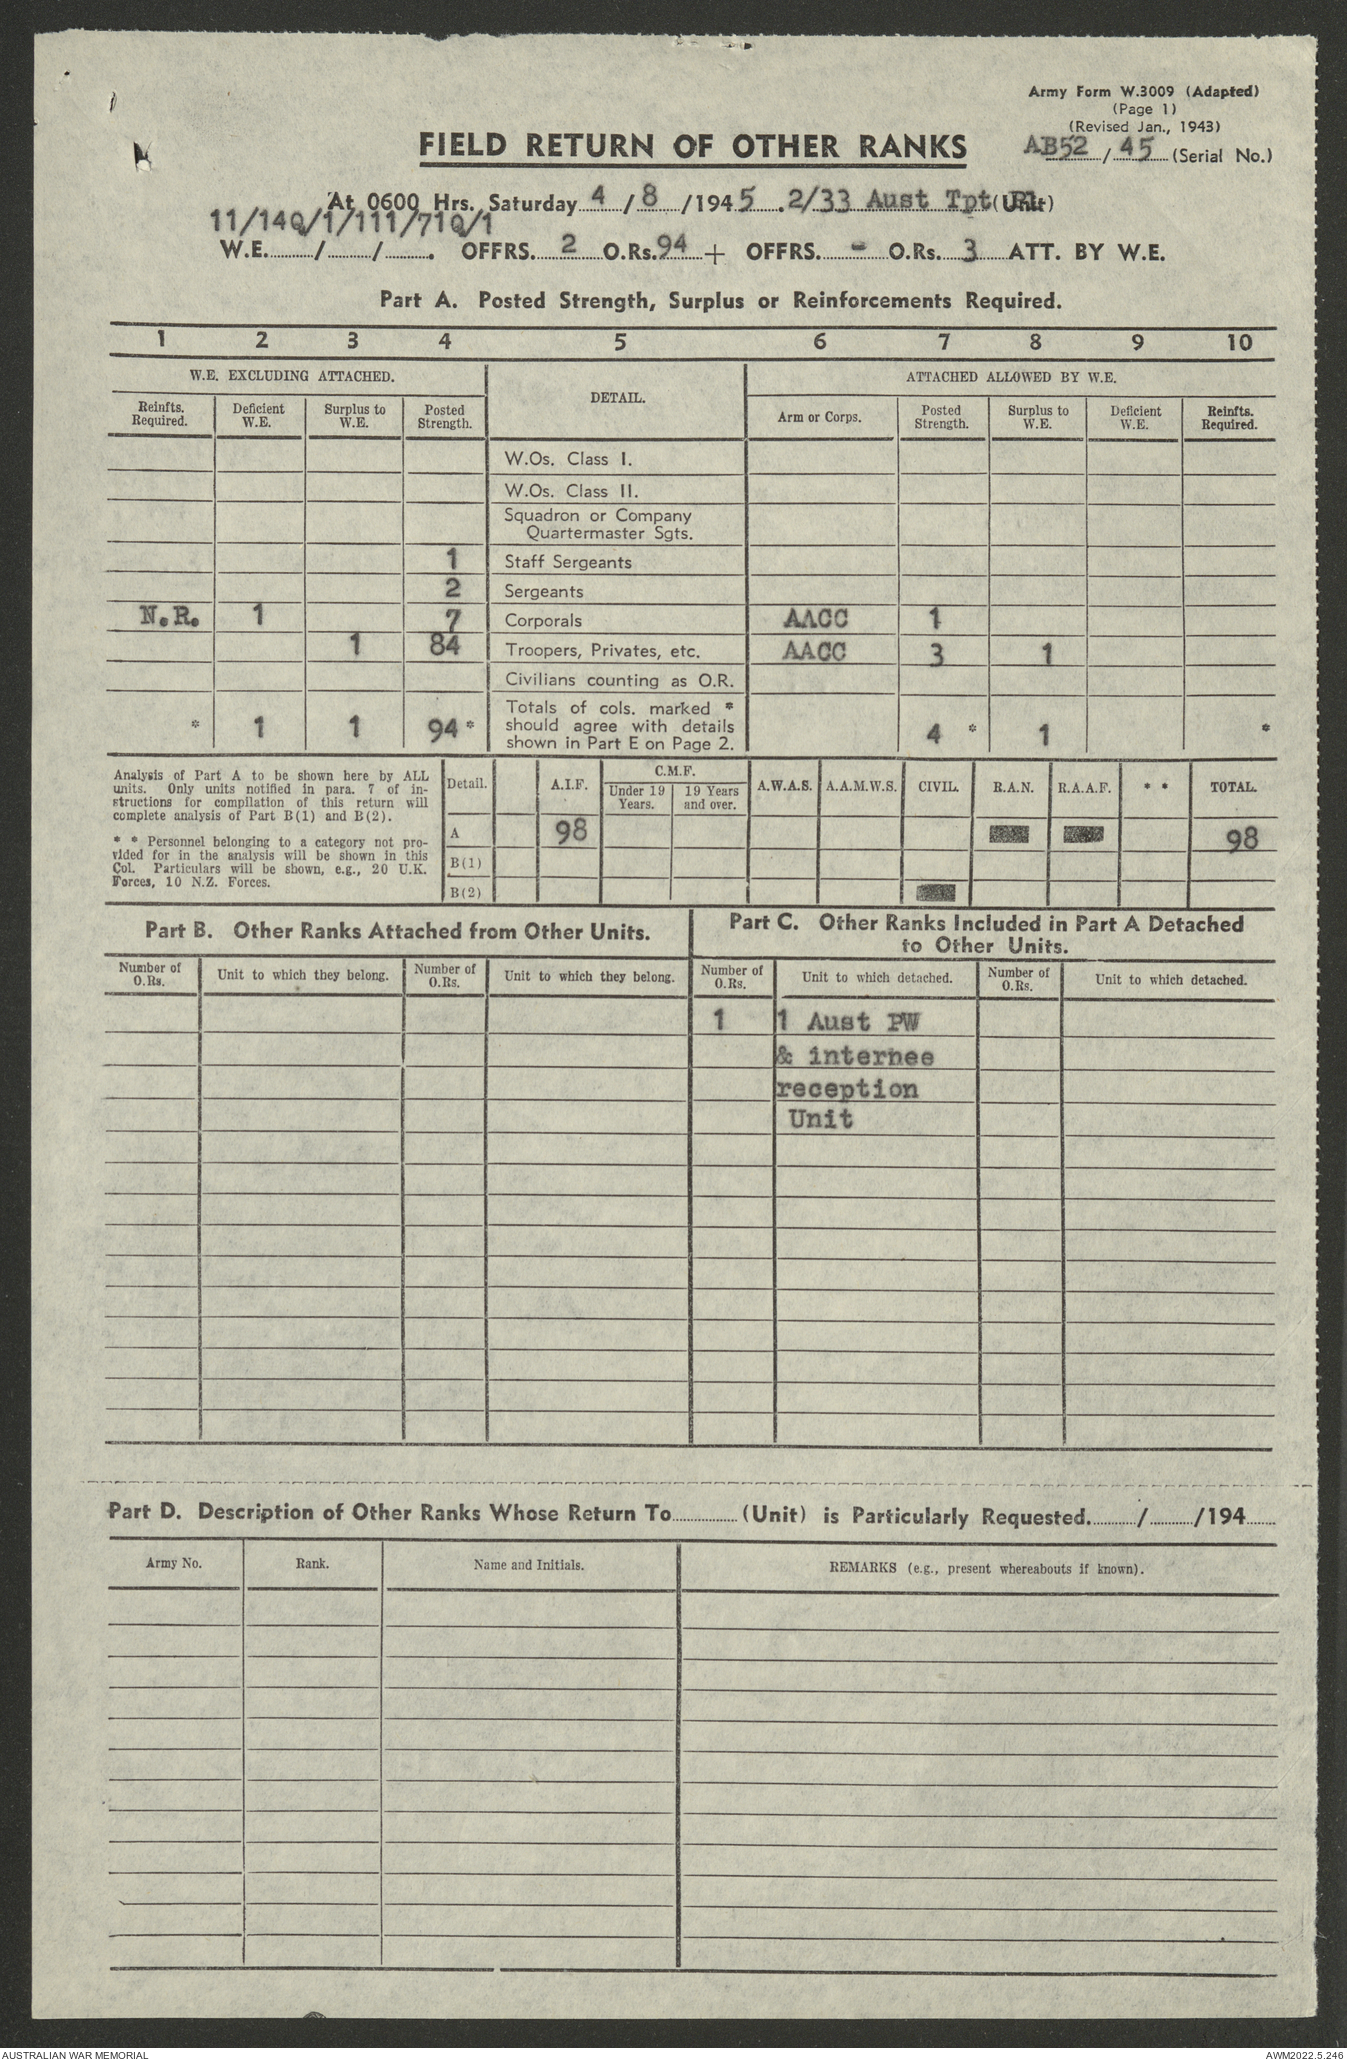 Army Form W.3009 (Adapted)
(Page 1)
(Revised Jan., 1943)
AB52 / 45 (Serial No.)
FIELD RETURN OF OTHER RANKS
At 0600 Hrs. Saturday 4 / 8 /1945 . 2/33 Aust Tpt Pl (Unit)
11/14Q/1/111/71Q/1
W.E. / / . OFFRS. 2 O.Rs. 94 + OFFRS. - O.Rs. 3 ATT. BY W.E.
Part A. Posted Strength, Surplus or Reinforcements Required.
1 2 3 4 5 6 7 8 9 10
W.E. EXCLUDING ATTACHED. DETAIL. ATTACHED ALLOWED BY W.E.
Reinfts. Required. Deficient W.E. Surplus to W.E. Posted Strength. Arm or Corps. Posted Strength. Surplus to W.E. Deficient W.E. Reinfts. Required.
W.Os. Class I.
W.Os. Class II.
Squadron or Company
Quartermaster Sgts.
1 Staff Sergeants
2 Sergeants
N.R. 1 7 Corporals AACC 1
1 84 Troopers, Privates, etc. AACC 3 1
Civilians counting as O.R.
Totals of cols. marked *
* 1 1 94 * should agree with details 4 * 1 *
shown in Part E on Page 2.
Analysis of Part A to be shown here by ALL
units. Only units notified in para. 7 of in-
structions for compilation of this return will
complete analysis of Part B(1) and B(2).
* * Personnel belonging to a category not pro-
vided for in the analysis will be shown in this
Col. Particulars will be shown, e.g., 20 U.K.
Forces, 10 N.Z. Forces.
Detail. A.I.F. C.M.F. A.W.A.S. A.A.M.W.S. CIVIL. R.A.N. R.A.A.F. * * TOTAL.
Under 19 Years. 19 Years and over.
A 98 98
B(1)
B(2)
Part B. Other Ranks Attached from Other Units.
Part C. Other Ranks Included in Part A Detached
to Other Units.
Number of O.Rs. Unit to which they belong. Number of O.Rs. Unit to which they belong. Number of O.Rs. Unit to which detached. Number of O.Rs. Unit to which detached.
1 1 Aust PW
& internee
reception
Unit
Part D. Description of Other Ranks Whose Return To (Unit) is Particularly Requested. / /194
Army No. Rank. Name and Initials. REMARKS (e.g., present whereabouts if known).
AUSTRALIAN WAR MEMORIAL AWM2022.5.246